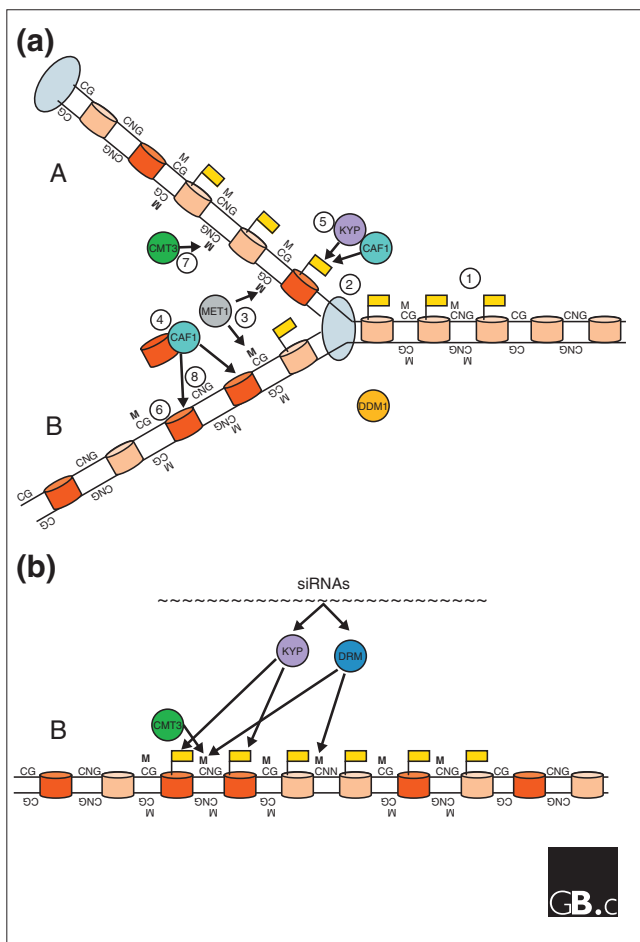 (a)
CG
CG
CNG
CNG
M
CG
CG
M
M
CNG
CNG
M
M
CG
CG
M
A
CMT3
7
5
KYP
CAF1
2
1
MET1
3
4
CAF1
8
6
M M
CG CNG CG CNG
CG CNG CG CNG
M M
DDM1
M
CG
CG
M
CNG
CNG
M
M
CG
CG
M
CNG
CNG
CG
CG
B
(b)
siRNAs
~~~~~~~~~~~~~~~~~~~~~~~~~~~~~~
KYP DRM
B
CMT3
M M M M M
CG CNG CG CNG CG CNN CG CNG CG CNG
CG CNG CG CNG CG CG CNG CG CNG
M M M M
GB.c